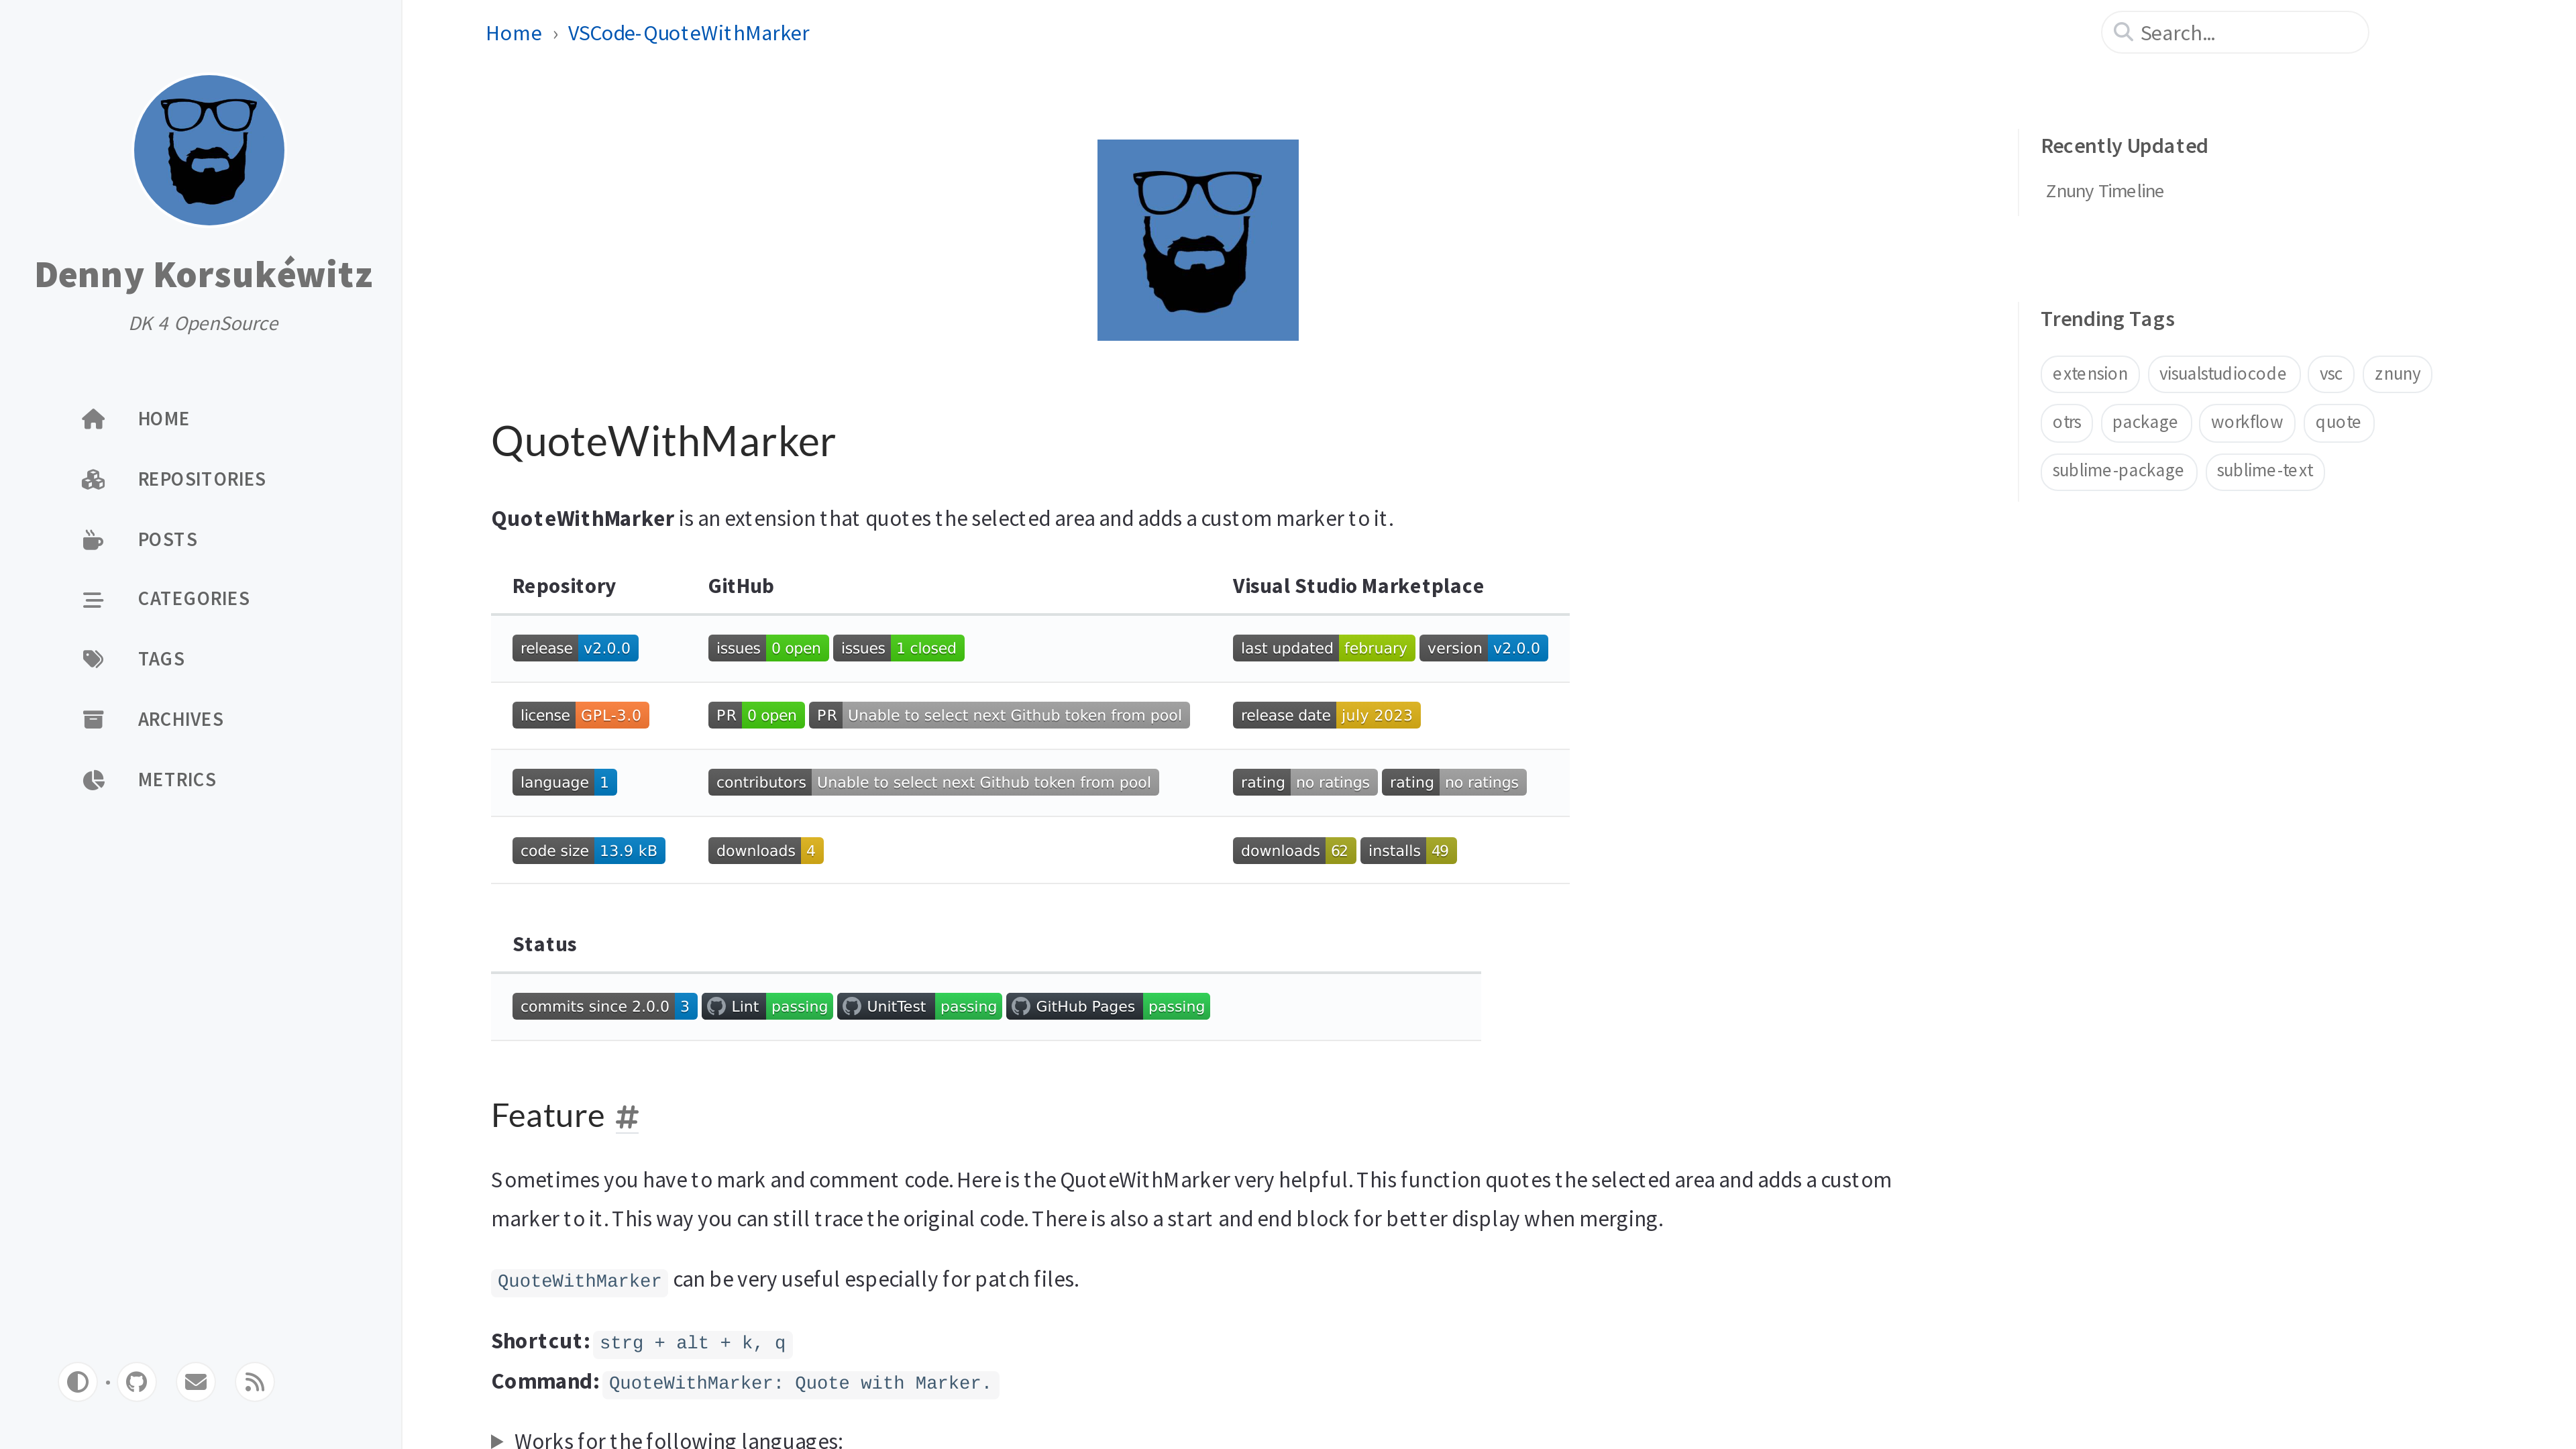 Denny Korsukéwitz
DK 4 OpenSource
HOME
REPOSITORIES
POSTS
CATEGORIES
TAGS
ARCHIVES
METRICS
Home › VSCode-QuoteWithMarker
Search...
QuoteWithMarker
QuoteWithMarker is an extension that quotes the selected area and adds a custom marker to it.
Repository GitHub Visual Studio Marketplace
release v2.0.0 issues 0 open issues 1 closed last updated february version v2.0.0
license GPL-3.0 PR 0 open PR Unable to select next Github token from pool release date july 2023
language 1 contributors Unable to select next Github token from pool rating no ratings rating no ratings
code size 13.9 kB downloads 4 downloads 62 installs 49
Status
commits since 2.0.0 3 Lint passing UnitTest passing GitHub Pages passing
Feature #
Sometimes you have to mark and comment code. Here is the QuoteWithMarker very helpful. This function quotes the selected area and adds a custom
marker to it. This way you can still trace the original code. There is also a start and end block for better display when merging.
QuoteWithMarker can be very useful especially for patch files.
Shortcut: strg + alt + k, q
Command: QuoteWithMarker: Quote with Marker.
Works for the following languages:
Recently Updated
Znuny Timeline
Trending Tags
extension visualstudiocode vsc znuny
otrs package workflow quote
sublime-package sublime-text